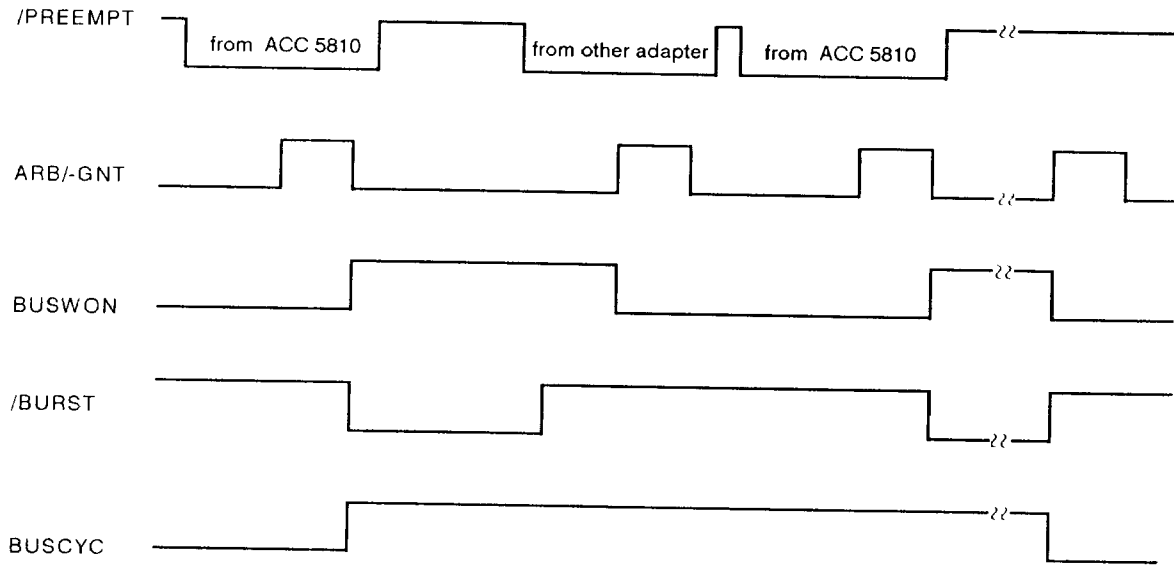 /PREEMPT
from ACC 5810
from other adapter
from ACC 5810
ARB/-GNT
BUSWON
/BURST
BUSCYC